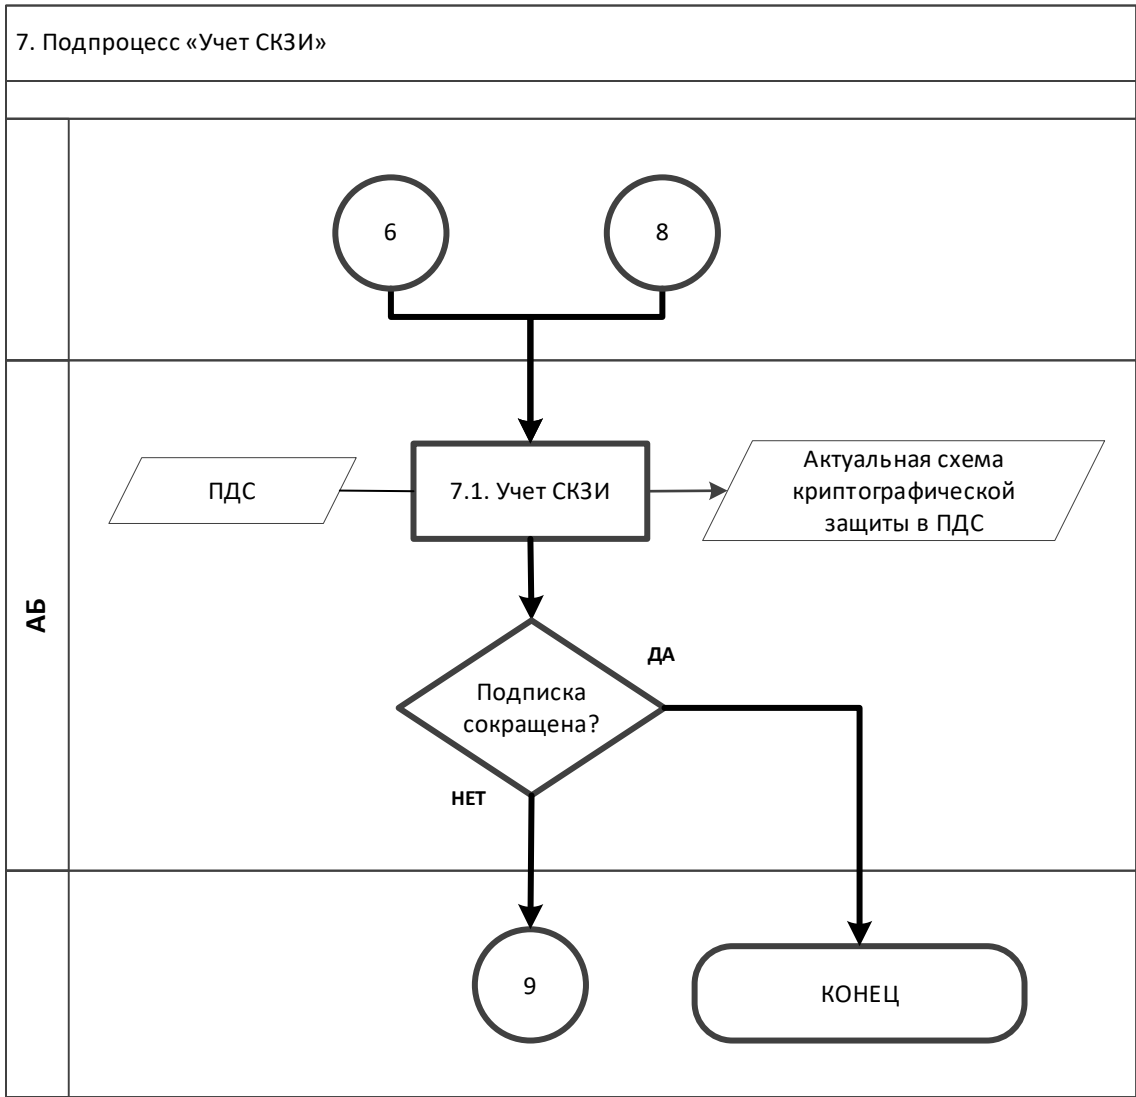 7. Подпроцесс «Учет СКЗИ»
6
8
ПДС
7.1. Учет СКЗИ
Актуальная схема
криптографической
защиты в ПДС
АБ
ДА
Подписка
сокращена?
НЕТ
9
КОНЕЦ